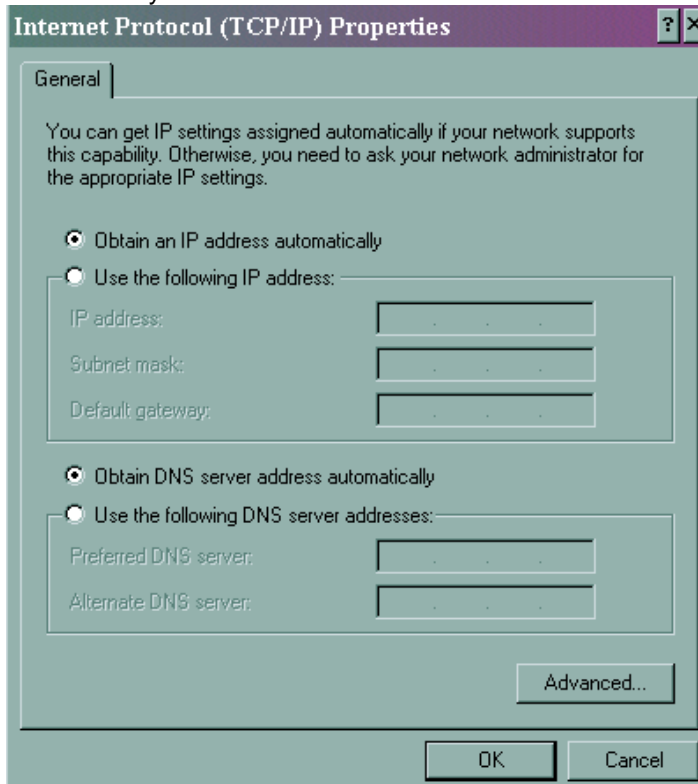 Internet Protocol (TCP/IP) Properties
General
You can get IP settings assigned automatically if your network supports
this capability. Otherwise, you need to ask your network administrator for
the appropriate IP settings.
Obtain an IP address automatically
Use the following IP address:
IP address:
Subnet mask:
Default gateway:
Obtain DNS server address automatically
Use the following DNS server addresses:
Preferred DNS server:
Alternate DNS server:
Advanced...
OK
Cancel